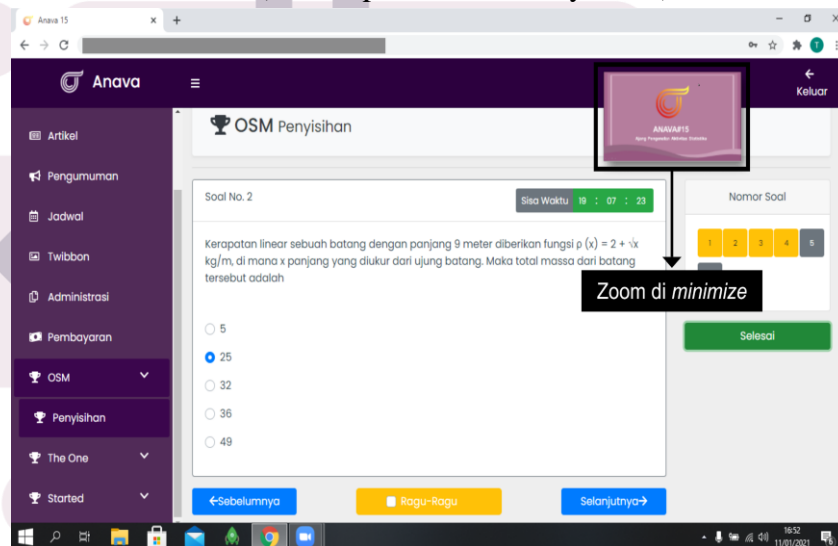 Anava 15
Anava
Keluar
ANAVA#15
Artikel
Pengumuman
Jadwal
Twibbon
Administrasi
Pembayaran
OSM
Penyisihan
The One
Started
OSM Penyisihan
Soal No. 2
Sisa Waktu 19 : 07 : 23
Kerapatan linear sebuah batang dengan panjang 9 meter diberikan fungsi ρ (x) = 2 + √x
kg/m, di mana x panjang yang diukur dari ujung batang. Maka total massa dari batang
tersebut adalah
5
25
32
36
49
←Sebelumnya
Ragu-Ragu
Selanjutnya→
Nomor Soal
1 2 3 4 5
Zoom di minimize
Selesai
16:52
11/01/2021